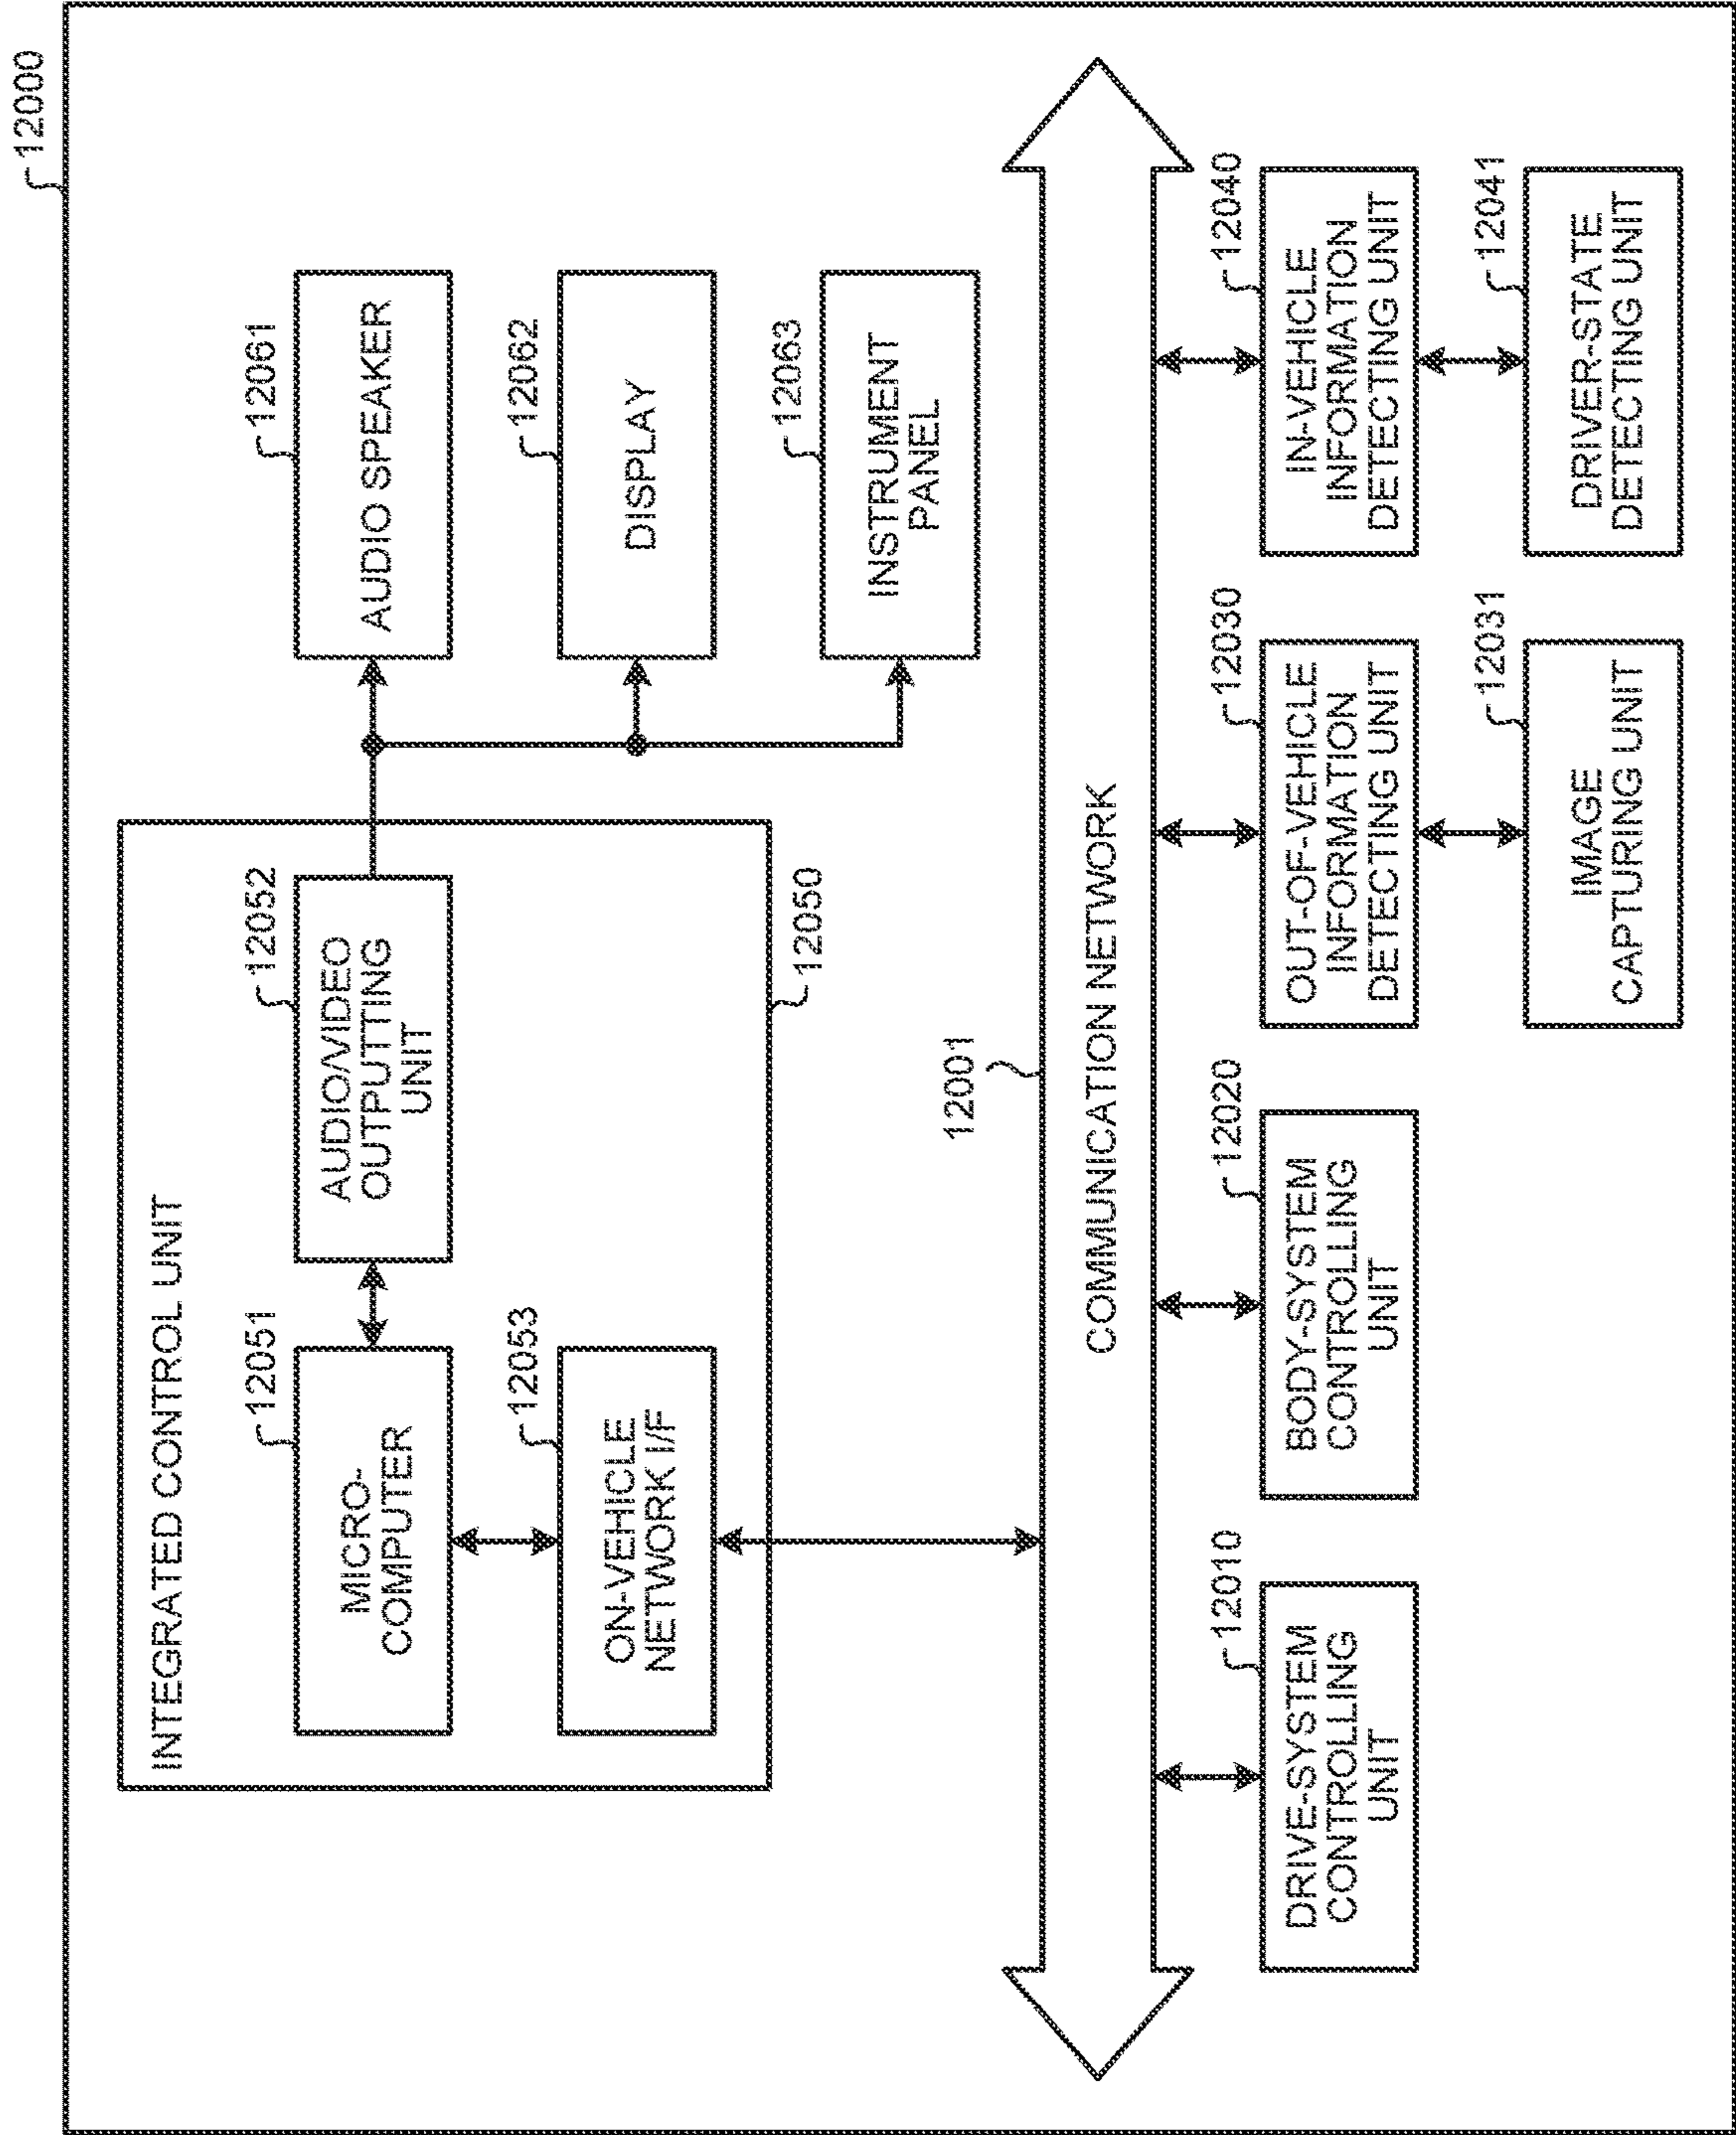 12000
INTEGRATED CONTROL UNIT
12051
MICRO-
COMPUTER
12052
AUDIO/VIDEO
OUTPUTTING
UNIT
12061
AUDIO SPEAKER
12053
ON-VEHICLE
NETWORK I/F
12062
DISPLAY
12050
12063
INSTRUMENT
PANEL
12001
COMMUNICATION NETWORK
12010
DRIVE-SYSTEM
CONTROLLING
UNIT
12020
BODY-SYSTEM
CONTROLLING
UNIT
12030
OUT-OF-VEHICLE
INFORMATION
DETECTING UNIT
12040
IN-VEHICLE
INFORMATION
DETECTING UNIT
12031
IMAGE
CAPTURING UNIT
12041
DRIVER-STATE
DETECTING UNIT